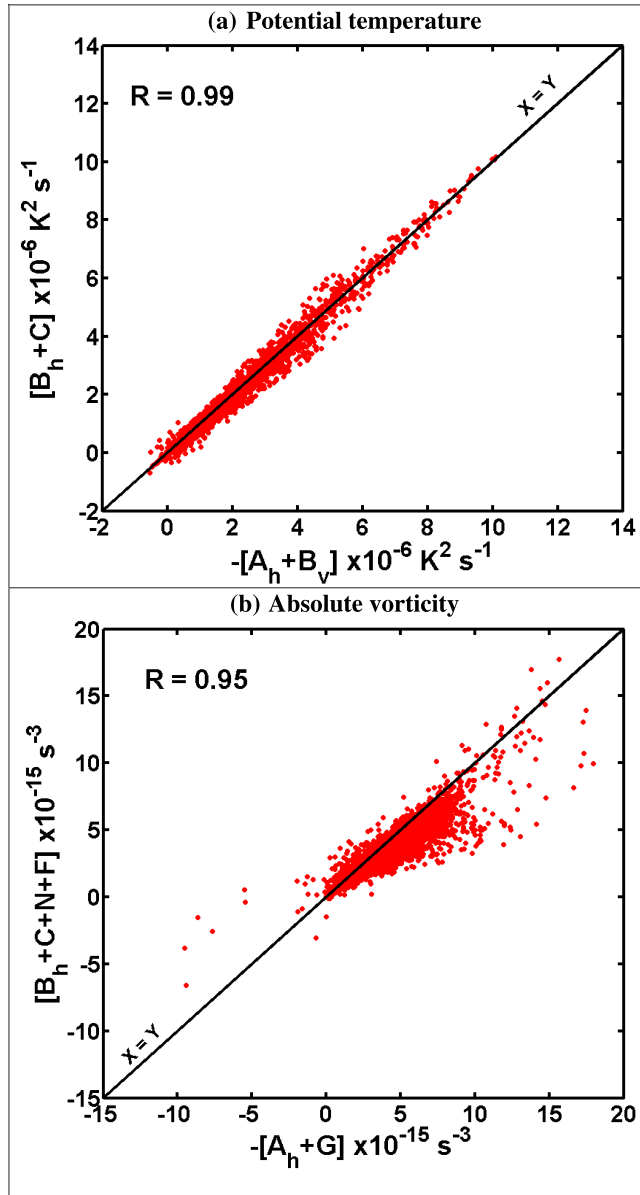 (a) Potential temperature
14
12
10
8
6
4
2
0
-2
R = 0.99
X = Y
[B_h+C] x10^-6 K^2 s^-1
-2 0 2 4 6 8 10 12 14
-[A_h+B_v] x10^-6 K^2 s^-1
(b) Absolute vorticity
20
15
10
5
0
-5
-10
-15
R = 0.95
X = Y
[B_h+C+N+F] x10^-15 s^-3
-15 -10 -5 0 5 10 15 20
-[A_h+G] x10^-15 s^-3